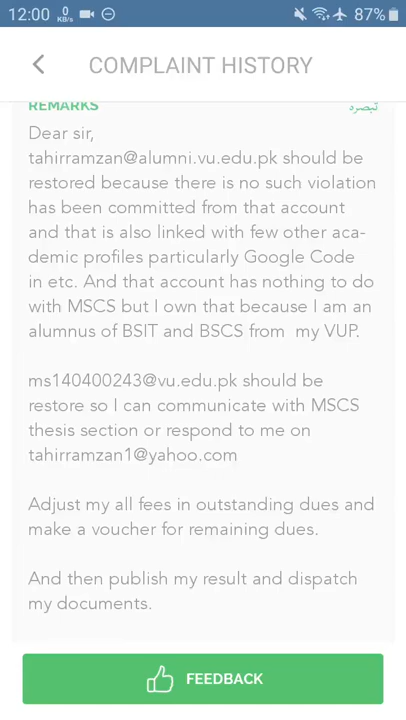 12:00 0 KB/s 87%
COMPLAINT HISTORY
REMARKS تبصرہ
Dear sir,
tahirramzan@alumni.vu.edu.pk should be
restored because there is no such violation
has been committed from that account
and that is also linked with few other aca-
demic profiles particularly Google Code
in etc. And that account has nothing to do
with MSCS but I own that because I am an
alumnus of BSIT and BSCS from my VUP.
ms140400243@vu.edu.pk should be
restore so I can communicate with MSCS
thesis section or respond to me on
tahirramzan1@yahoo.com
Adjust my all fees in outstanding dues and
make a voucher for remaining dues.
And then publish my result and dispatch
my documents.
FEEDBACK